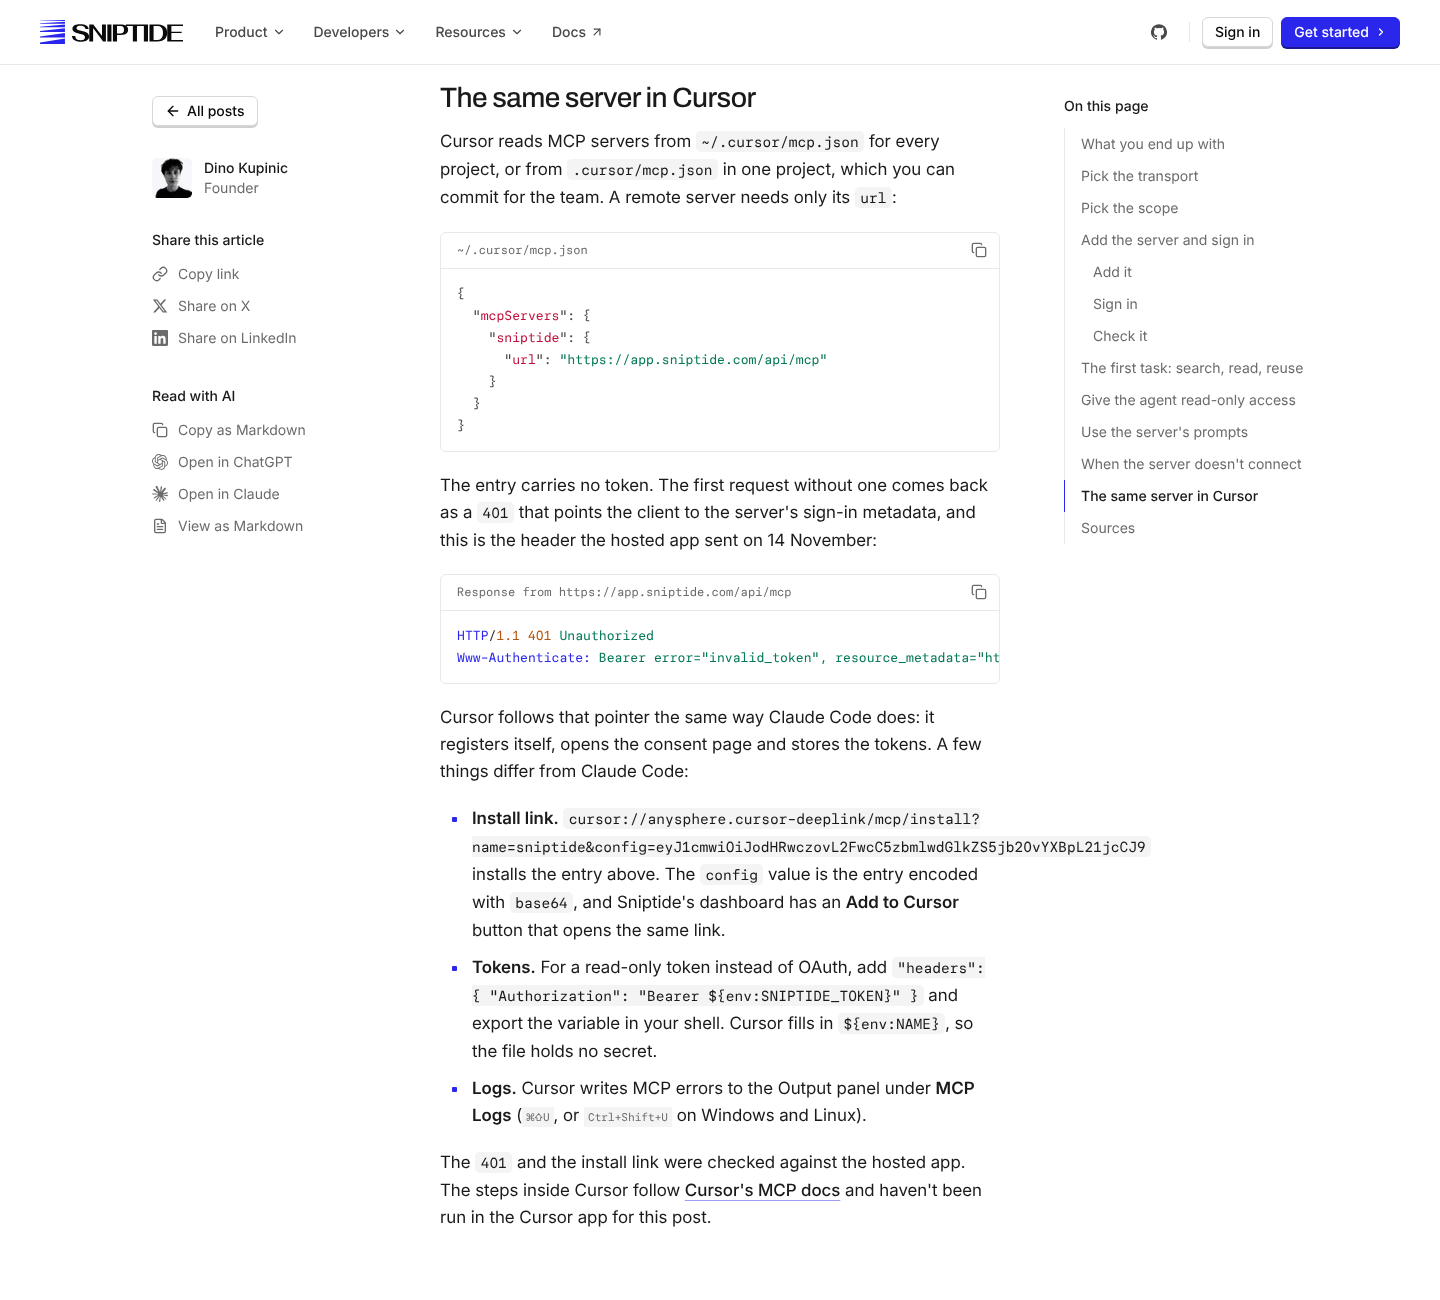 SNIPTIDE
Product
Developers
Resources
Docs
Sign in
Get started
All posts
Dino Kupinic
Founder
Share this article
Copy link
Share on X
Share on LinkedIn
Read with AI
Copy as Markdown
Open in ChatGPT
Open in Claude
View as Markdown
The same server in Cursor
Cursor reads MCP servers from ~/.cursor/mcp.json for every
project, or from .cursor/mcp.json in one project, which you can
commit for the team. A remote server needs only its url:
~/.cursor/mcp.json
{
"mcpServers": {
"sniptide": {
"url": "https://app.sniptide.com/api/mcp"
}
}
}
The entry carries no token. The first request without one comes back
as a 401 that points the client to the server's sign-in metadata, and
this is the header the hosted app sent on 14 November:
Response from https://app.sniptide.com/api/mcp
HTTP/1.1 401 Unauthorized
Www-Authenticate: Bearer error="invalid_token", resource_metadata="ht
Cursor follows that pointer the same way Claude Code does: it
registers itself, opens the consent page and stores the tokens. A few
things differ from Claude Code:
Install link. cursor://anysphere.cursor-deeplink/mcp/install?
name=sniptide&config=eyJ1cmwiOiJodHRwczovL2FwcC5zbmlwdGlkZS5jb20vYXBpL21jcCJ9
installs the entry above. The config value is the entry encoded
with base64, and Sniptide's dashboard has an Add to Cursor
button that opens the same link.
Tokens. For a read-only token instead of OAuth, add "headers":
{ "Authorization": "Bearer ${env:SNIPTIDE_TOKEN}" } and
export the variable in your shell. Cursor fills in ${env:NAME}, so
the file holds no secret.
Logs. Cursor writes MCP errors to the Output panel under MCP
Logs (⌘⇧U, or Ctrl+Shift+U on Windows and Linux).
The 401 and the install link were checked against the hosted app.
The steps inside Cursor follow Cursor's MCP docs and haven't been
run in the Cursor app for this post.
On this page
What you end up with
Pick the transport
Pick the scope
Add the server and sign in
Add it
Sign in
Check it
The first task: search, read, reuse
Give the agent read-only access
Use the server's prompts
When the server doesn't connect
The same server in Cursor
Sources